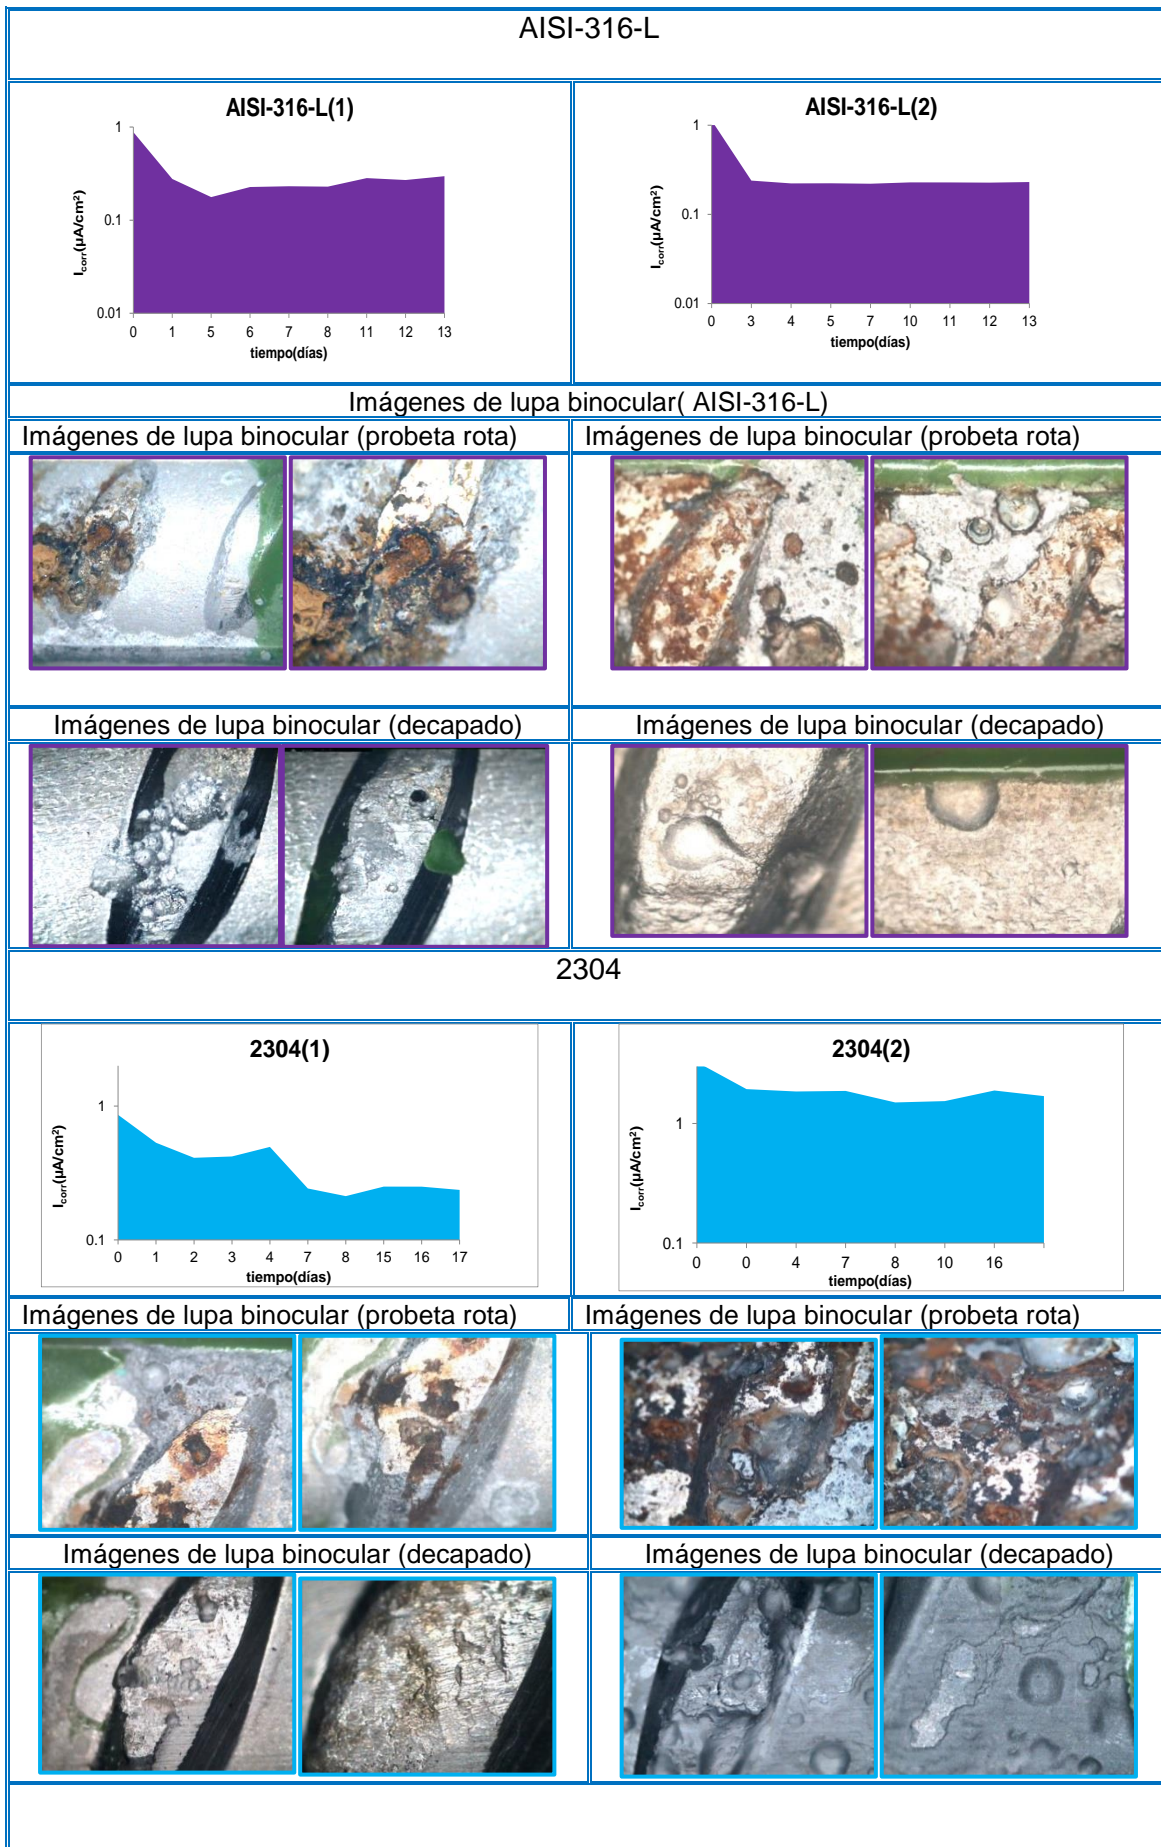 AISI-316-L
AISI-316-L(1)
1
0.1
0.01
Icorr(µA/cm²)
0 1 5 6 7 8 11 12 13
tiempo(días)
AISI-316-L(2)
1
0.1
0.01
Icorr(µA/cm²)
0 3 4 5 7 10 11 12 13
tiempo(días)
Imágenes de lupa binocular( AISI-316-L)
Imágenes de lupa binocular (probeta rota)
Imágenes de lupa binocular (probeta rota)
Imágenes de lupa binocular (decapado)
Imágenes de lupa binocular (decapado)
2304
2304(1)
1
0.1
Icorr(µA/cm²)
0 1 2 3 4 7 8 15 16 17
tiempo(días)
2304(2)
1
0.1
Icorr(µA/cm²)
0 0 4 7 8 10 16
tiempo(días)
Imágenes de lupa binocular (probeta rota)
Imágenes de lupa binocular (probeta rota)
Imágenes de lupa binocular (decapado)
Imágenes de lupa binocular (decapado)